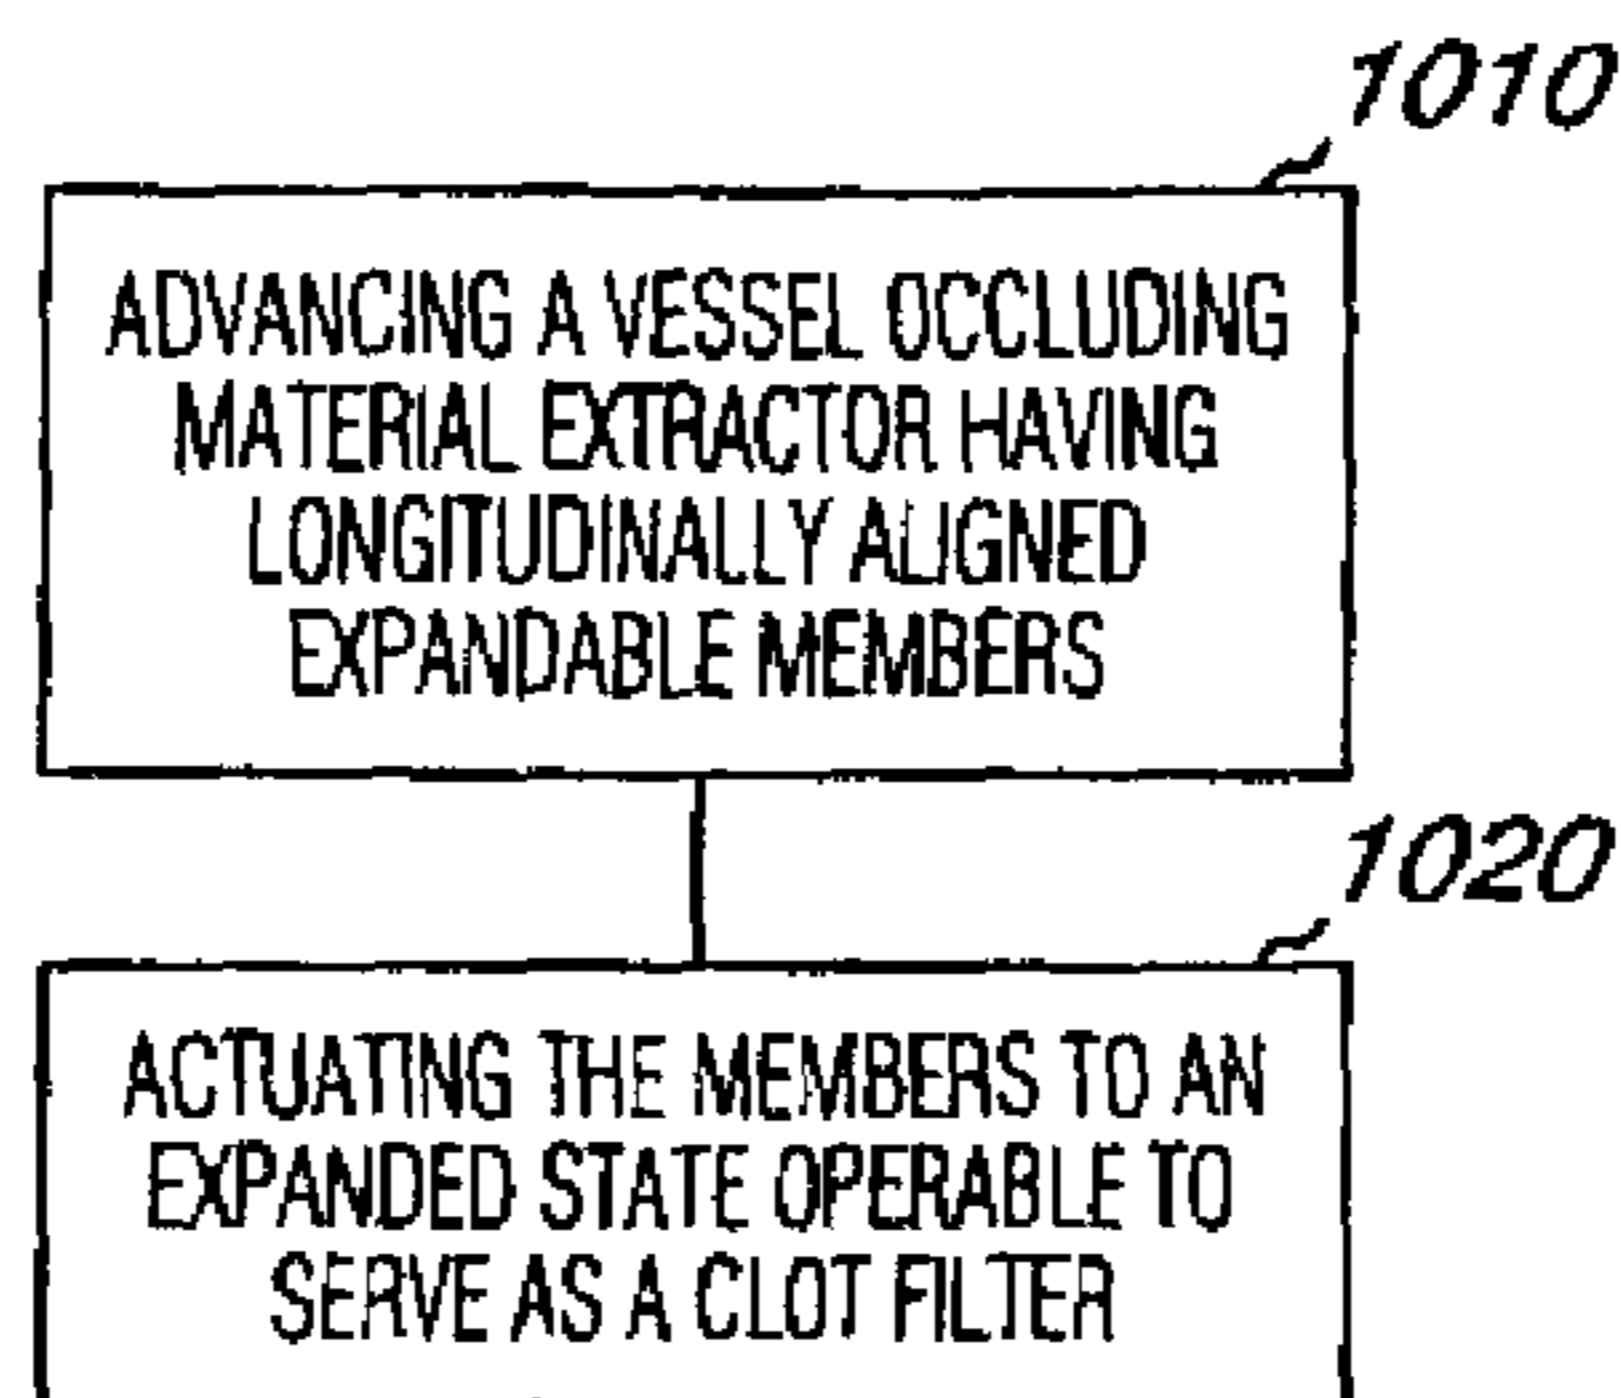 1010
ADVANCING A VESSEL OCCLUDING
MATERIAL EXTRACTOR HAVING
LONGITUDINALLY ALIGNED
EXPANDABLE MEMBERS
1020
ACTUATING THE MEMBERS TO AN
EXPANDED STATE OPERABLE TO
SERVE AS A CLOT FILTER